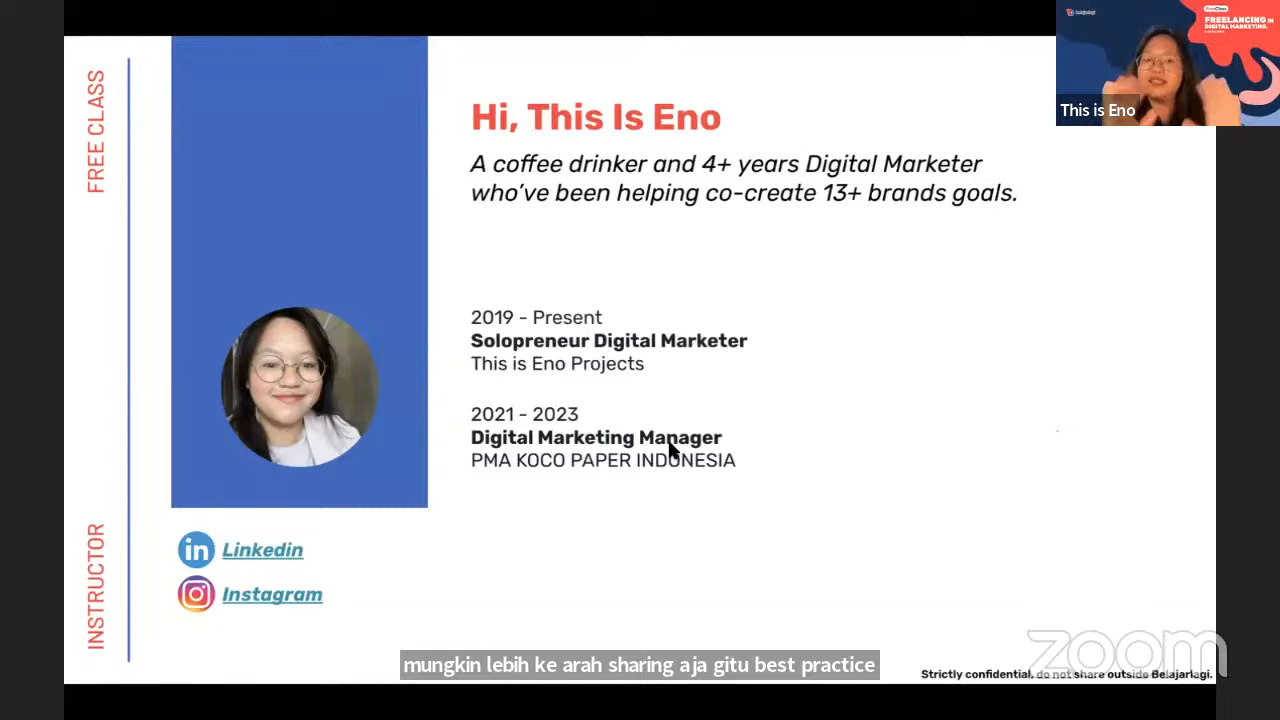 FREE CLASS
INSTRUCTOR
Hi, This Is Eno
A coffee drinker and 4+ years Digital Marketer
who've been helping co-create 13+ brands goals.
2019 - Present
Solopreneur Digital Marketer
This is Eno Projects
2021 - 2023
Digital Marketing Manager
PMA KOCO PAPER INDONESIA
in Linkedin
Instagram
FREELANCING IN
DIGITAL MARKETING.
This is Eno
mungkin lebih ke arah sharing aja gitu best practice
zoom
Strictly confidential, do not share outside Belajarlagi.